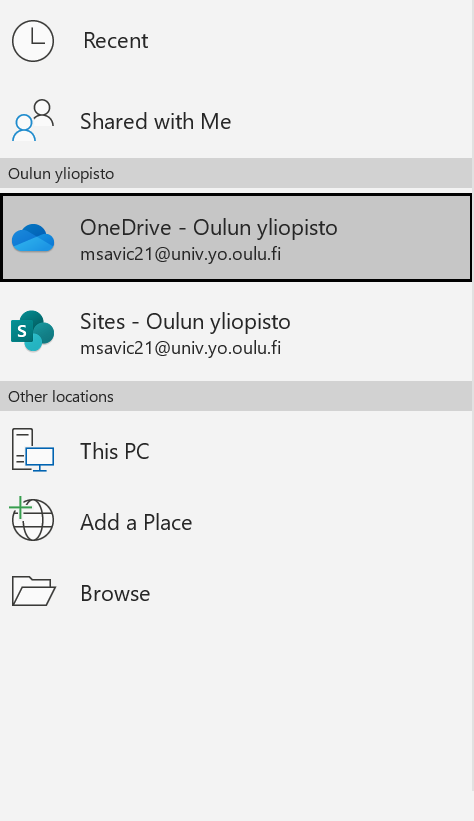 Recent
Shared with Me
Oulun yliopisto
OneDrive - Oulun yliopisto
msavic21@univ.yo.oulu.fi
S
Sites - Oulun yliopisto
msavic21@univ.yo.oulu.fi
Other locations
This PC
Add a Place
Browse